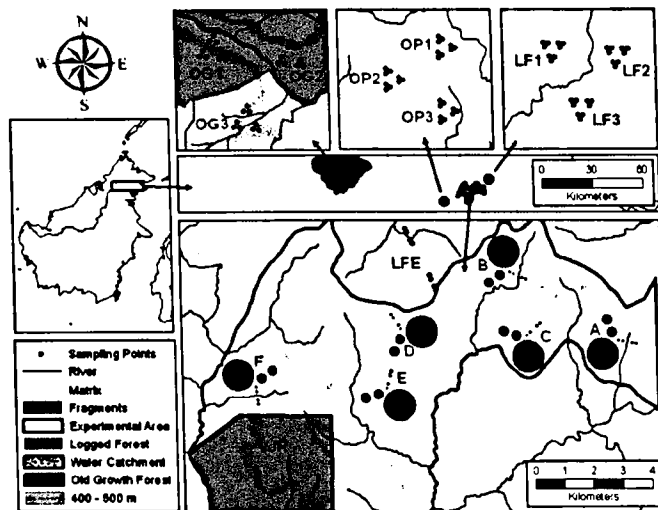 N
W E
S
OG1
OG2
OG3
OP1
OP2
OP3
LF1
LF2
LF3
0 30 60
Kilometers
LFE
B
A
C
D
F
E
Sampling Points
River
Matrix
Fragments
Experimental Area
Logged Forest
Water Catchment
Old Growth Forest
400 - 500 m
0 1 2 3 4
Kilometers